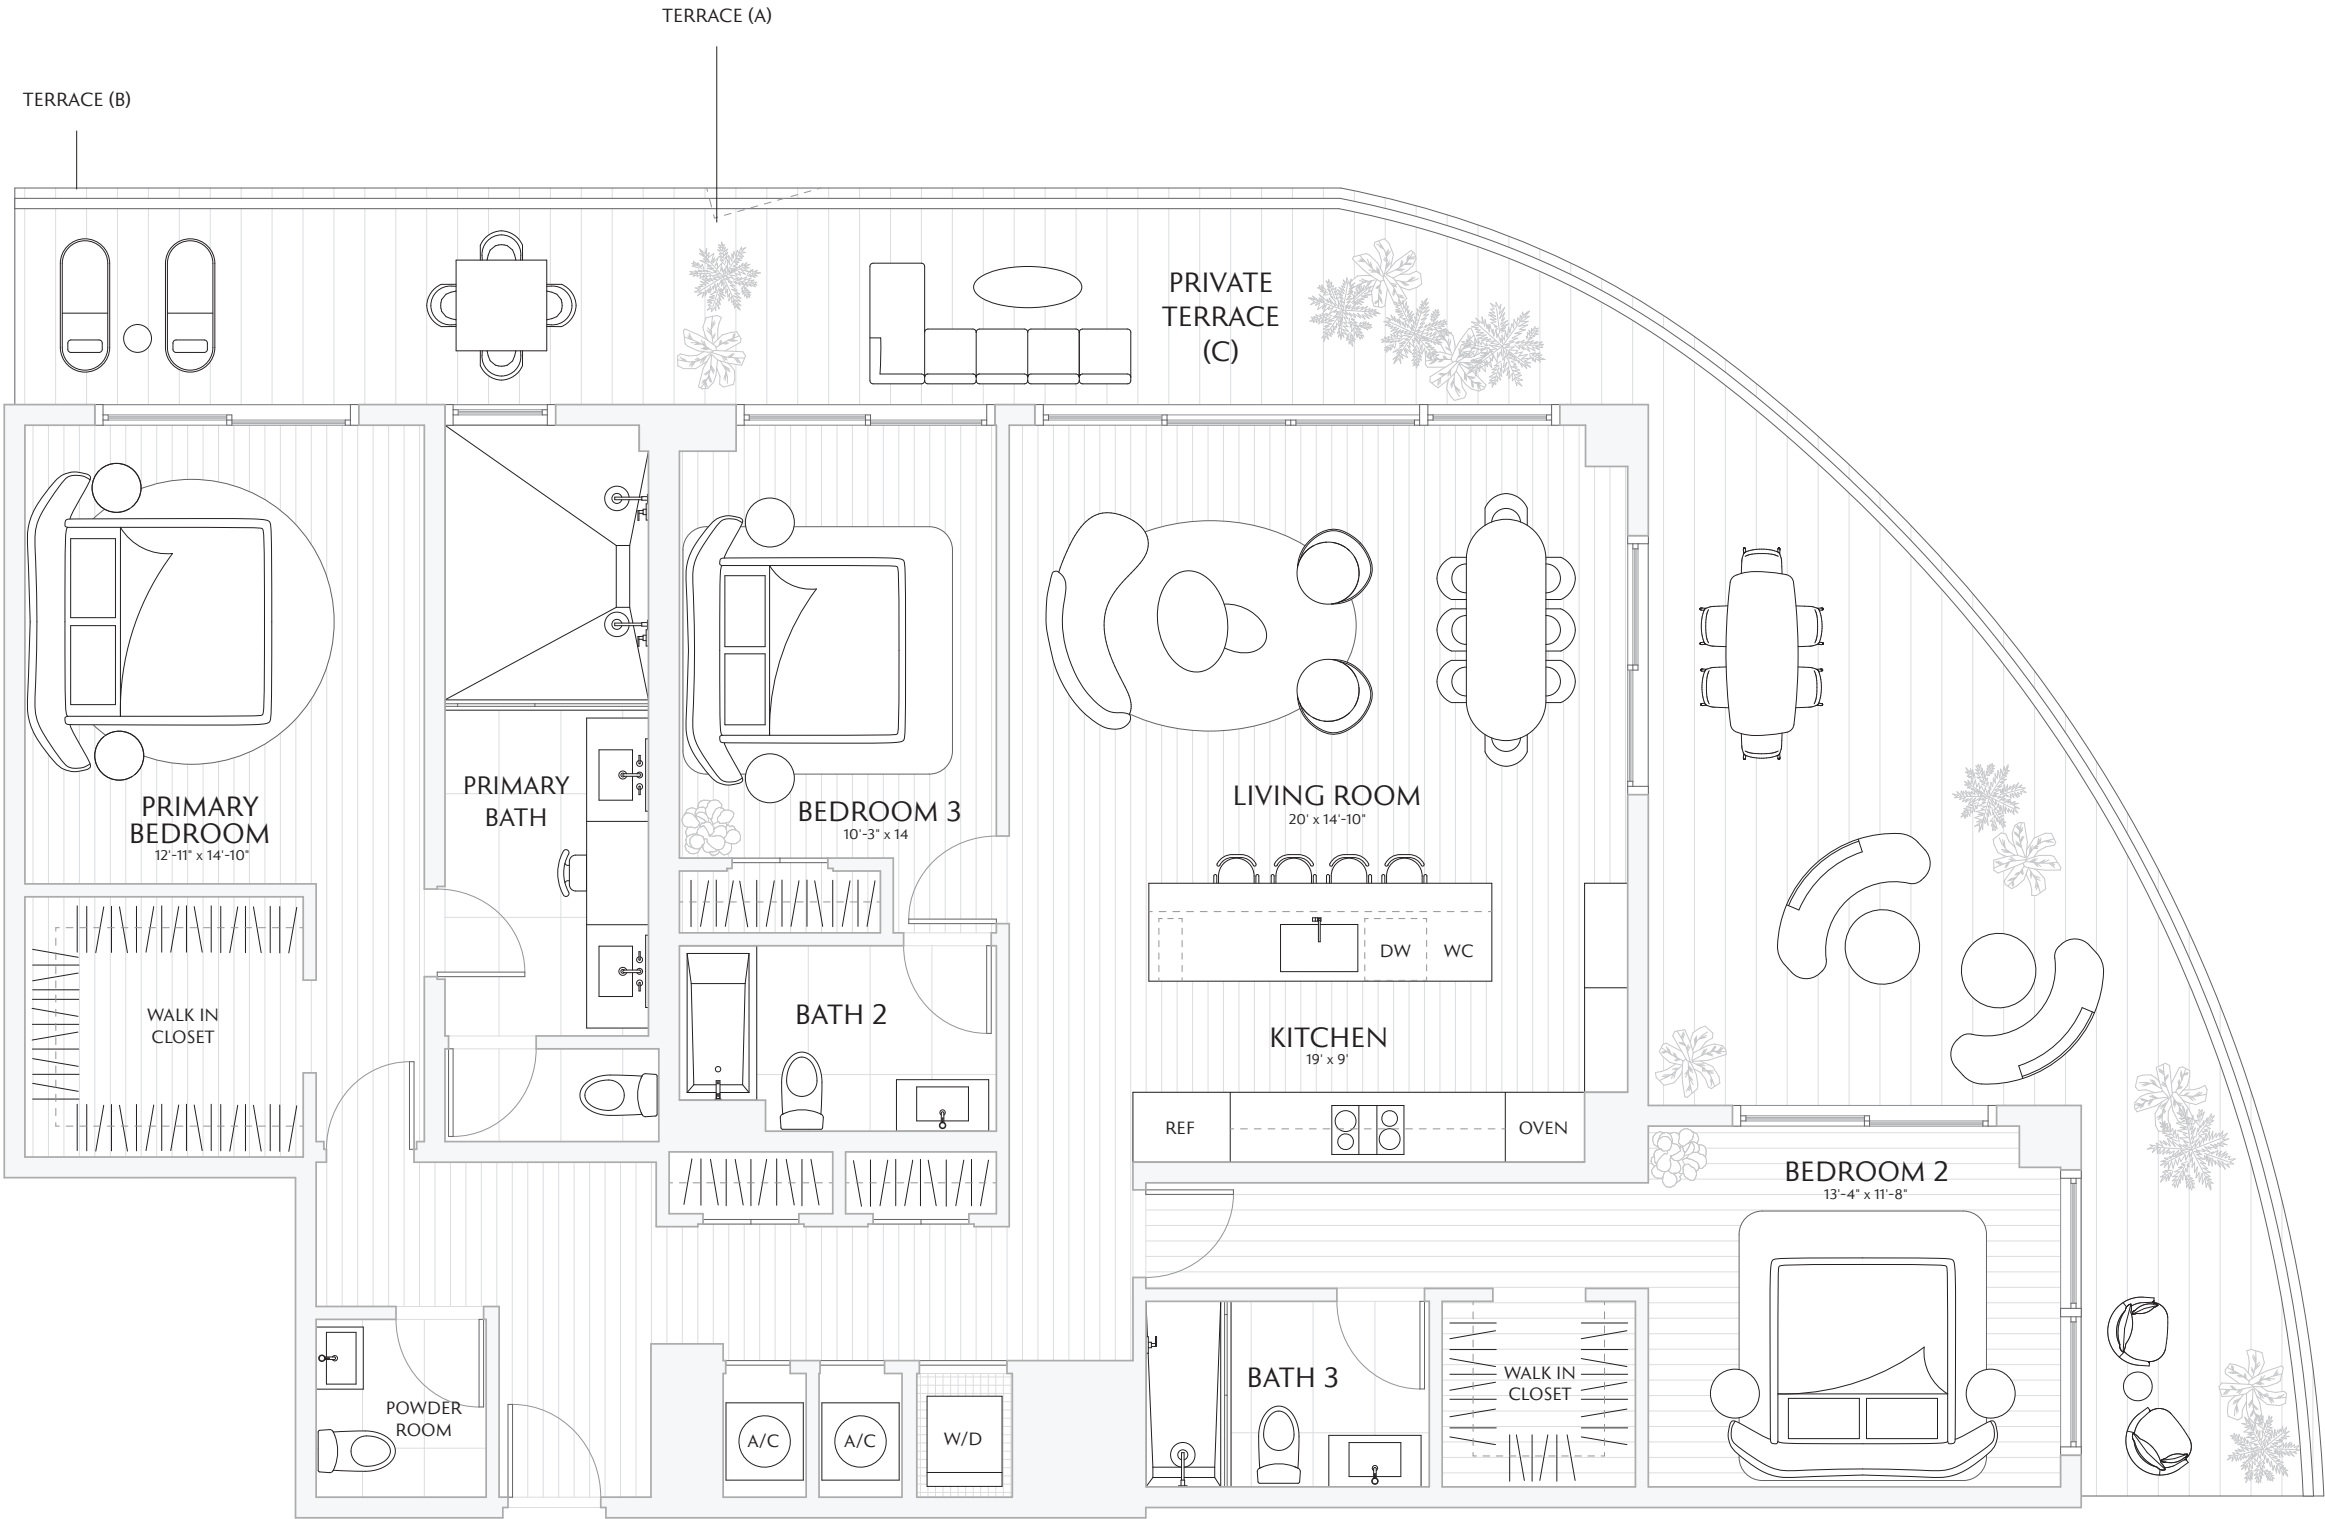 TERRACE (A)
TERRACE (B)
PRIVATE
TERRACE
(C)
PRIMARY
BATH
PRIMARY
BEDROOM
12'-11" x 14'-10"
BEDROOM 3
10'-3" x 14
LIVING ROOM
20' x 14'-10"
WALK IN
CLOSET
BATH 2
DW
WC
KITCHEN
19' x 9'
REF
OVEN
BEDROOM 2
13'-4" x 11'-8"
POWDER
ROOM
A/C
A/C
W/D
BATH 3
WALK IN
CLOSET